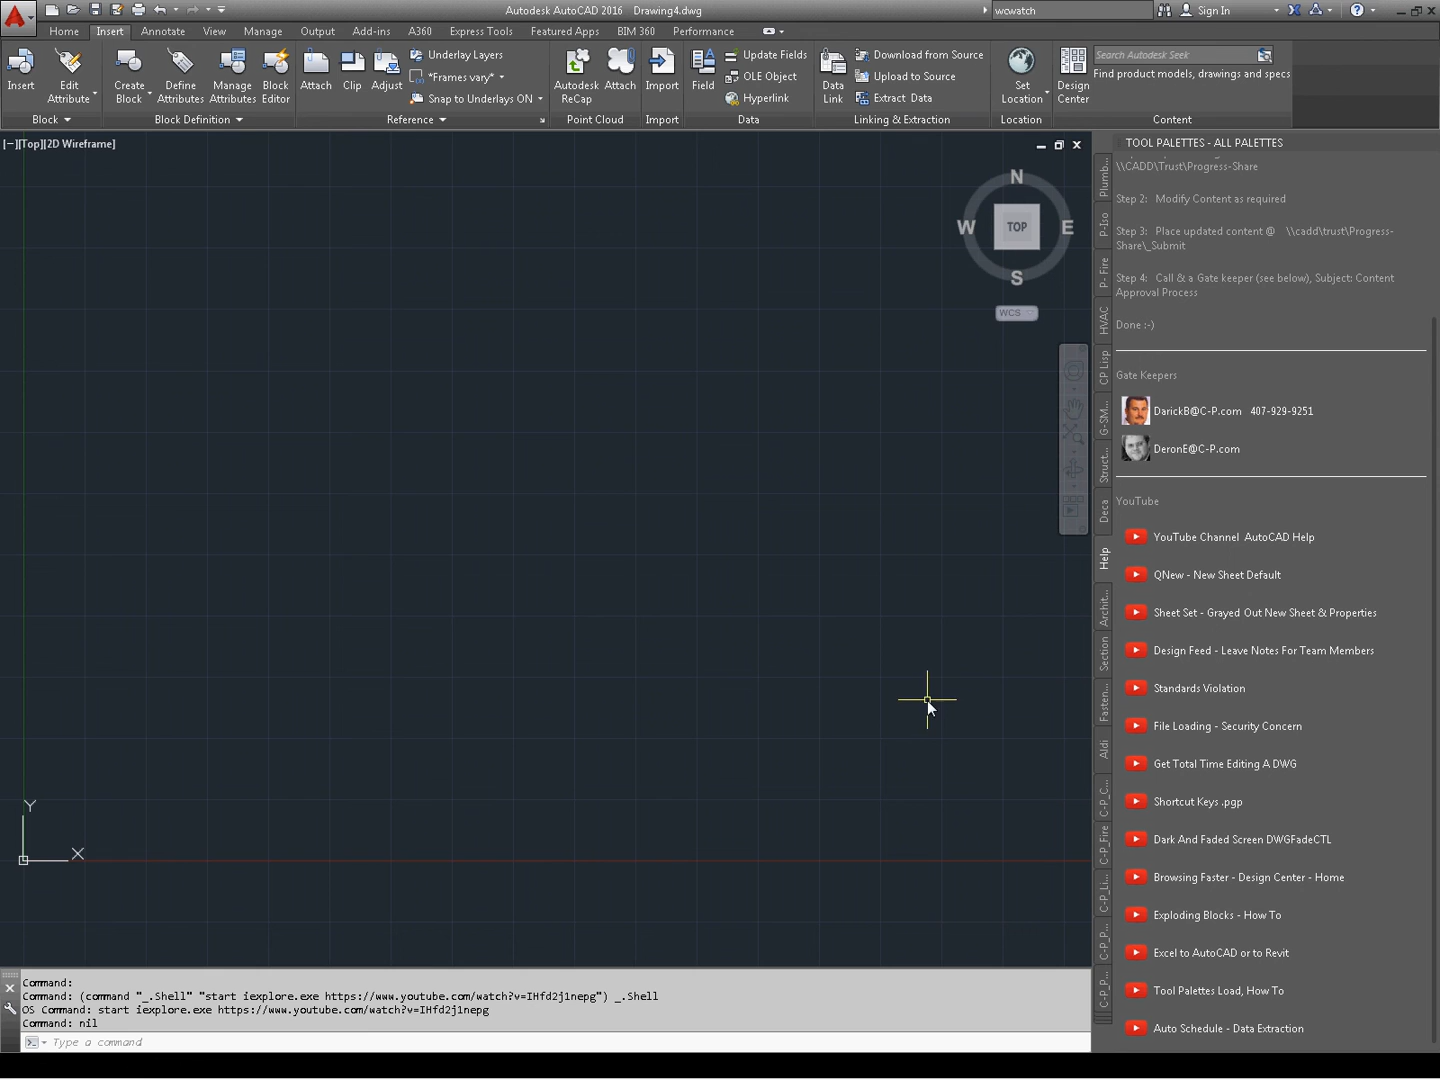 Autodesk AutoCAD 2016 Drawing4.dwg
wcwatch
Sign In
Home Insert Annotate View Manage Output Add-ins A360 Express Tools Featured Apps BIM 360 Performance
Insert
Edit
Attribute
Create
Block
Define
Attributes
Manage
Attributes
Block
Editor
Attach
Clip
Adjust
Underlay Layers
*Frames vary*
Snap to Underlays ON
Autodesk
ReCap
Attach
Import
Field
Update Fields
OLE Object
Hyperlink
Data
Link
Download from Source
Upload to Source
Extract Data
Set
Location
Design
Center
Search Autodesk Seek
Find product models, drawings and specs
Block Block Definition Reference Point Cloud Import Data Linking & Extraction Location Content
[−][Top][2D Wireframe]
N
W TOP E
S
WCS
Y
X
TOOL PALETTES - ALL PALETTES
\\CADD\Trust\Progress-Share
Step 2: Modify Content as required
Step 3: Place updated content @ \\cadd\trust\Progress-
Share\_Submit
Step 4: Call & a Gate keeper (see below), Subject: Content
Approval Process
Done :-)
Gate Keepers
DarickB@C-P.com 407-929-9251
DeronE@C-P.com
YouTube
YouTube Channel AutoCAD Help
QNew - New Sheet Default
Sheet Set - Grayed Out New Sheet & Properties
Design Feed - Leave Notes For Team Members
Standards Violation
File Loading - Security Concern
Get Total Time Editing A DWG
Shortcut Keys .pgp
Dark And Faded Screen DWGFadeCTL
Browsing Faster - Design Center - Home
Exploding Blocks - How To
Excel to AutoCAD or to Revit
Tool Palettes Load, How To
Auto Schedule - Data Extraction
Plumb...
P-Iso
P- Fire
HVAC
CP Lisp
G-SM...
Struct...
Deca
Help
Archit...
Section
Fasten...
Aldi
C-P_C...
C-P_Fire
C-P_Li...
C-P_P...
C-P_P...
Command:
Command: (command "_.Shell" "start iexplore.exe https://www.youtube.com/watch?v=IHfd2j1nepg") _.Shell
OS Command: start iexplore.exe https://www.youtube.com/watch?v=IHfd2j1nepg
Command: nil
Type a command